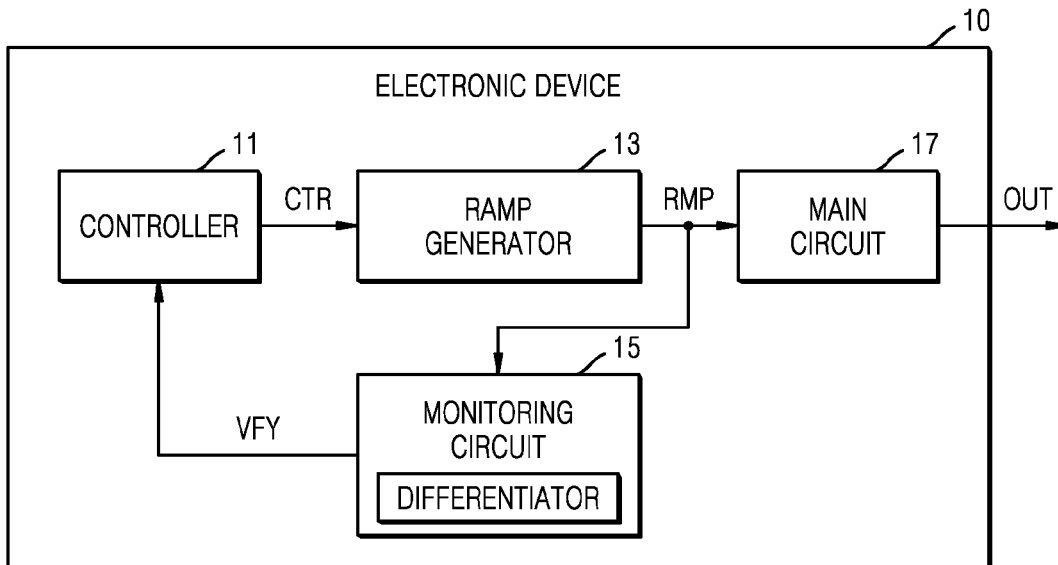 10
ELECTRONIC DEVICE
11
13
17
CONTROLLER
CTR
RAMP
GENERATOR
RMP
MAIN
CIRCUIT
OUT
15
VFY
MONITORING
CIRCUIT
DIFFERENTIATOR